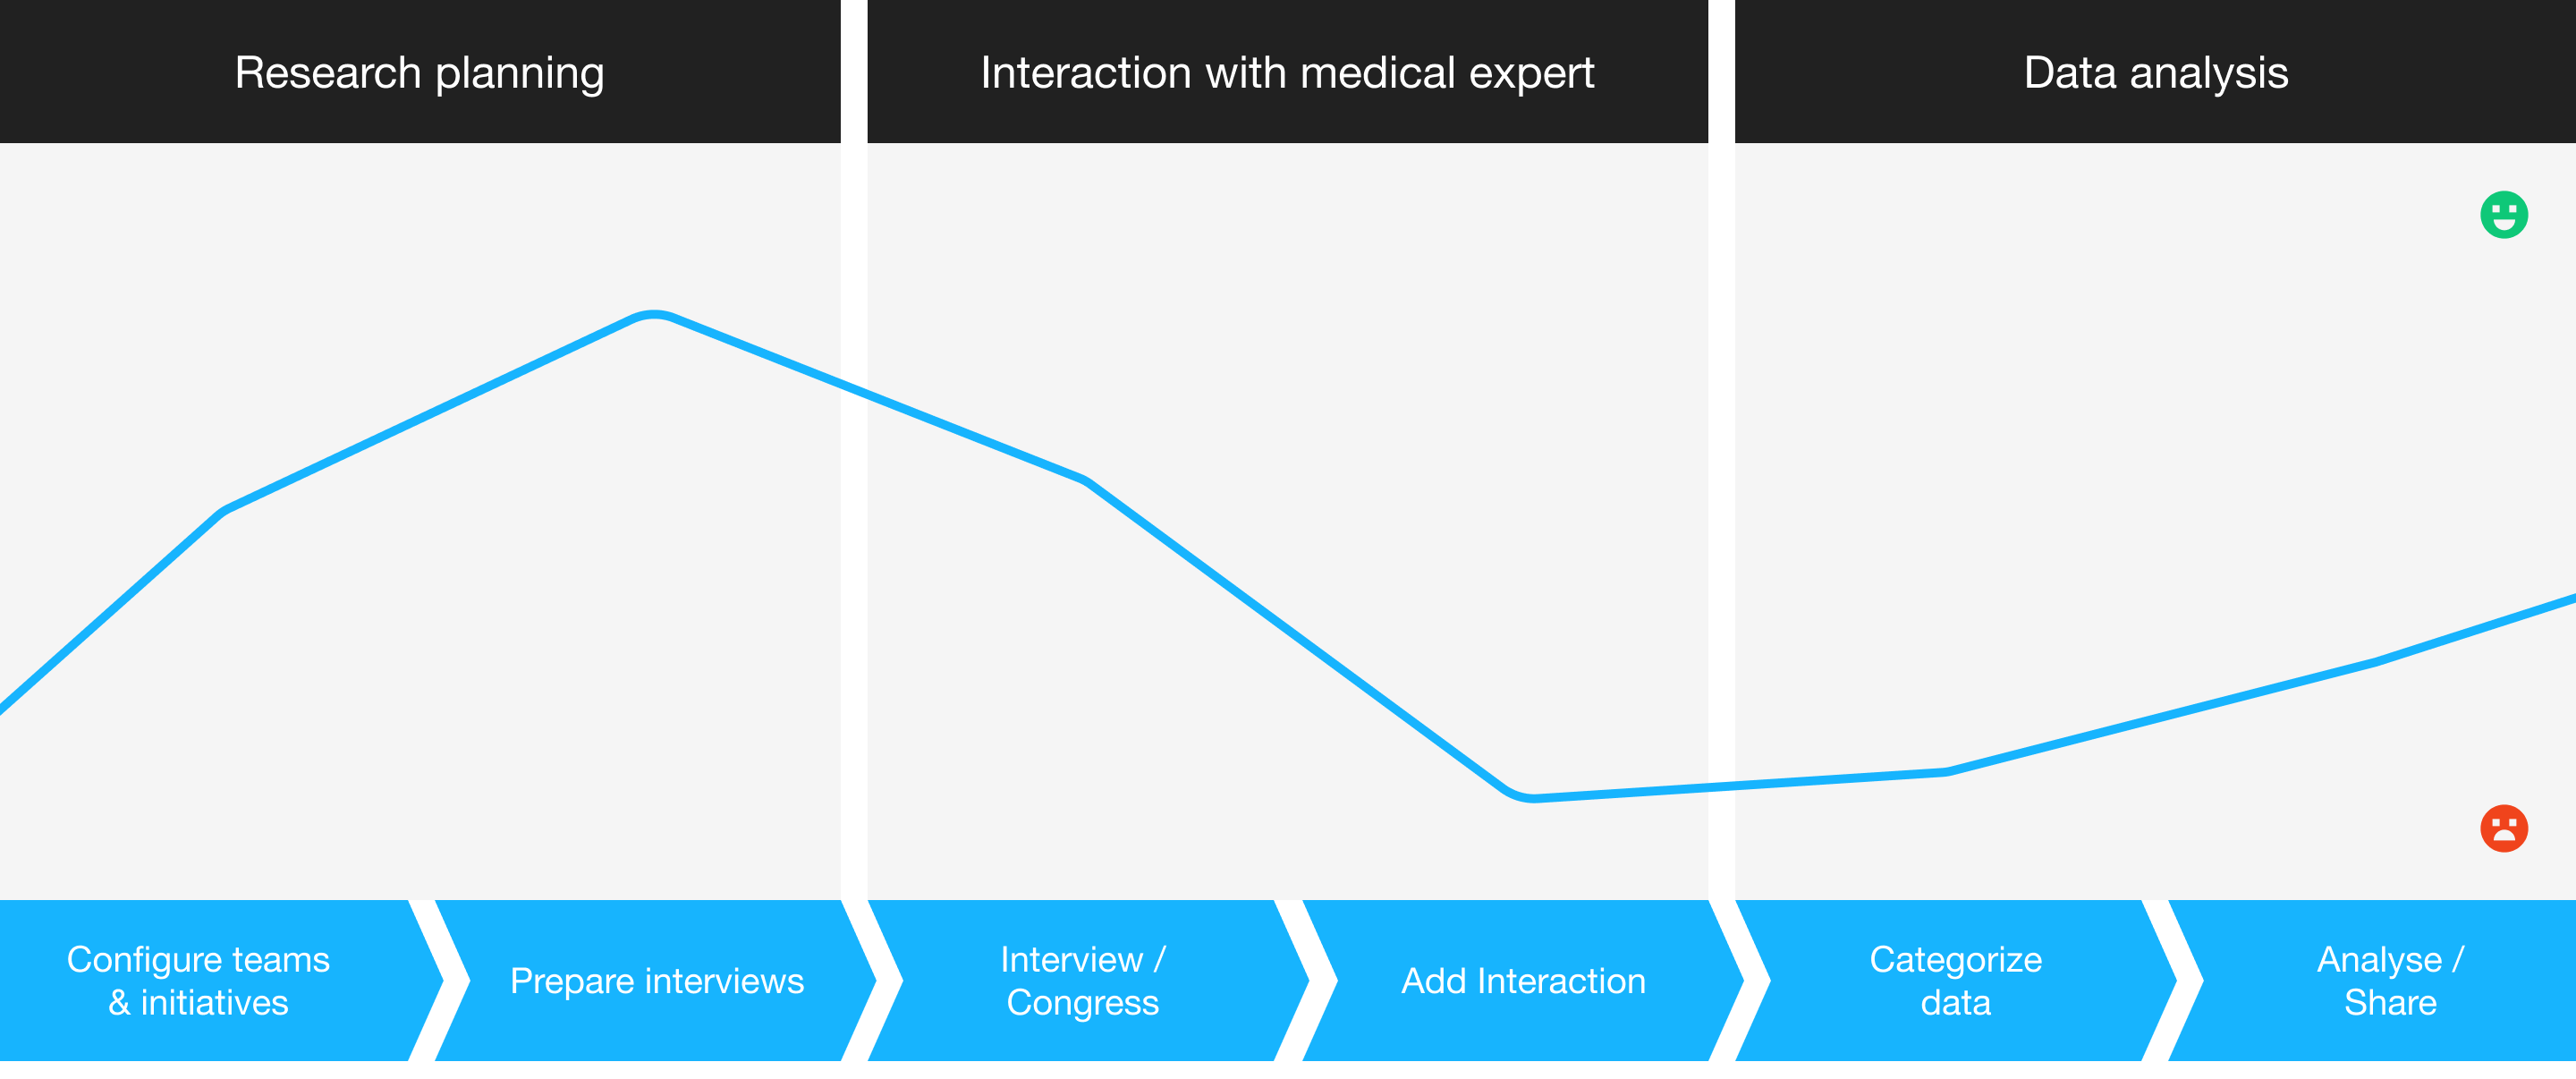 Research planning
Interaction with medical expert
Data analysis
Configure teams
& initiatives
Prepare interviews
Interview /
Congress
Add Interaction
Categorize
data
Analyse /
Share